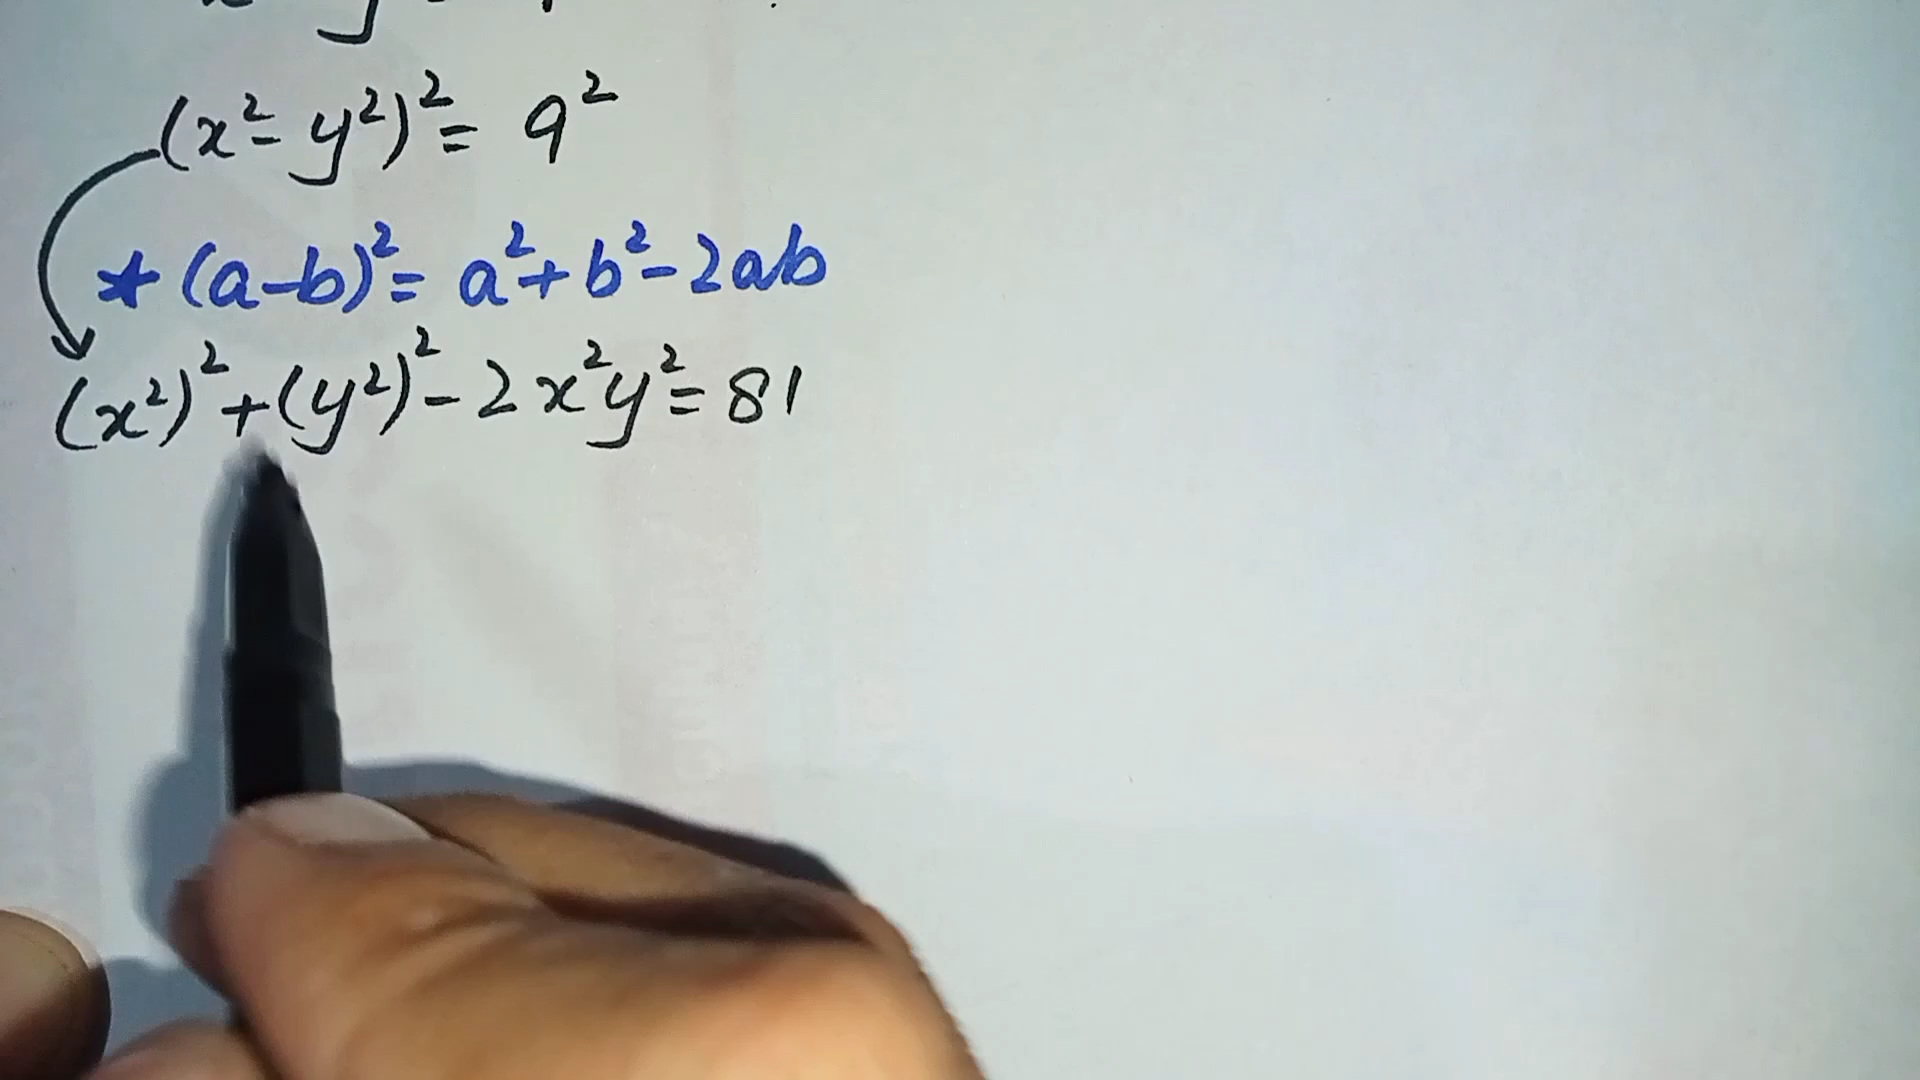 (x²-y²)²= 9²
*(a-b)²= a²+b²-2ab
(x²)²+(y²)²-2x²y²=81